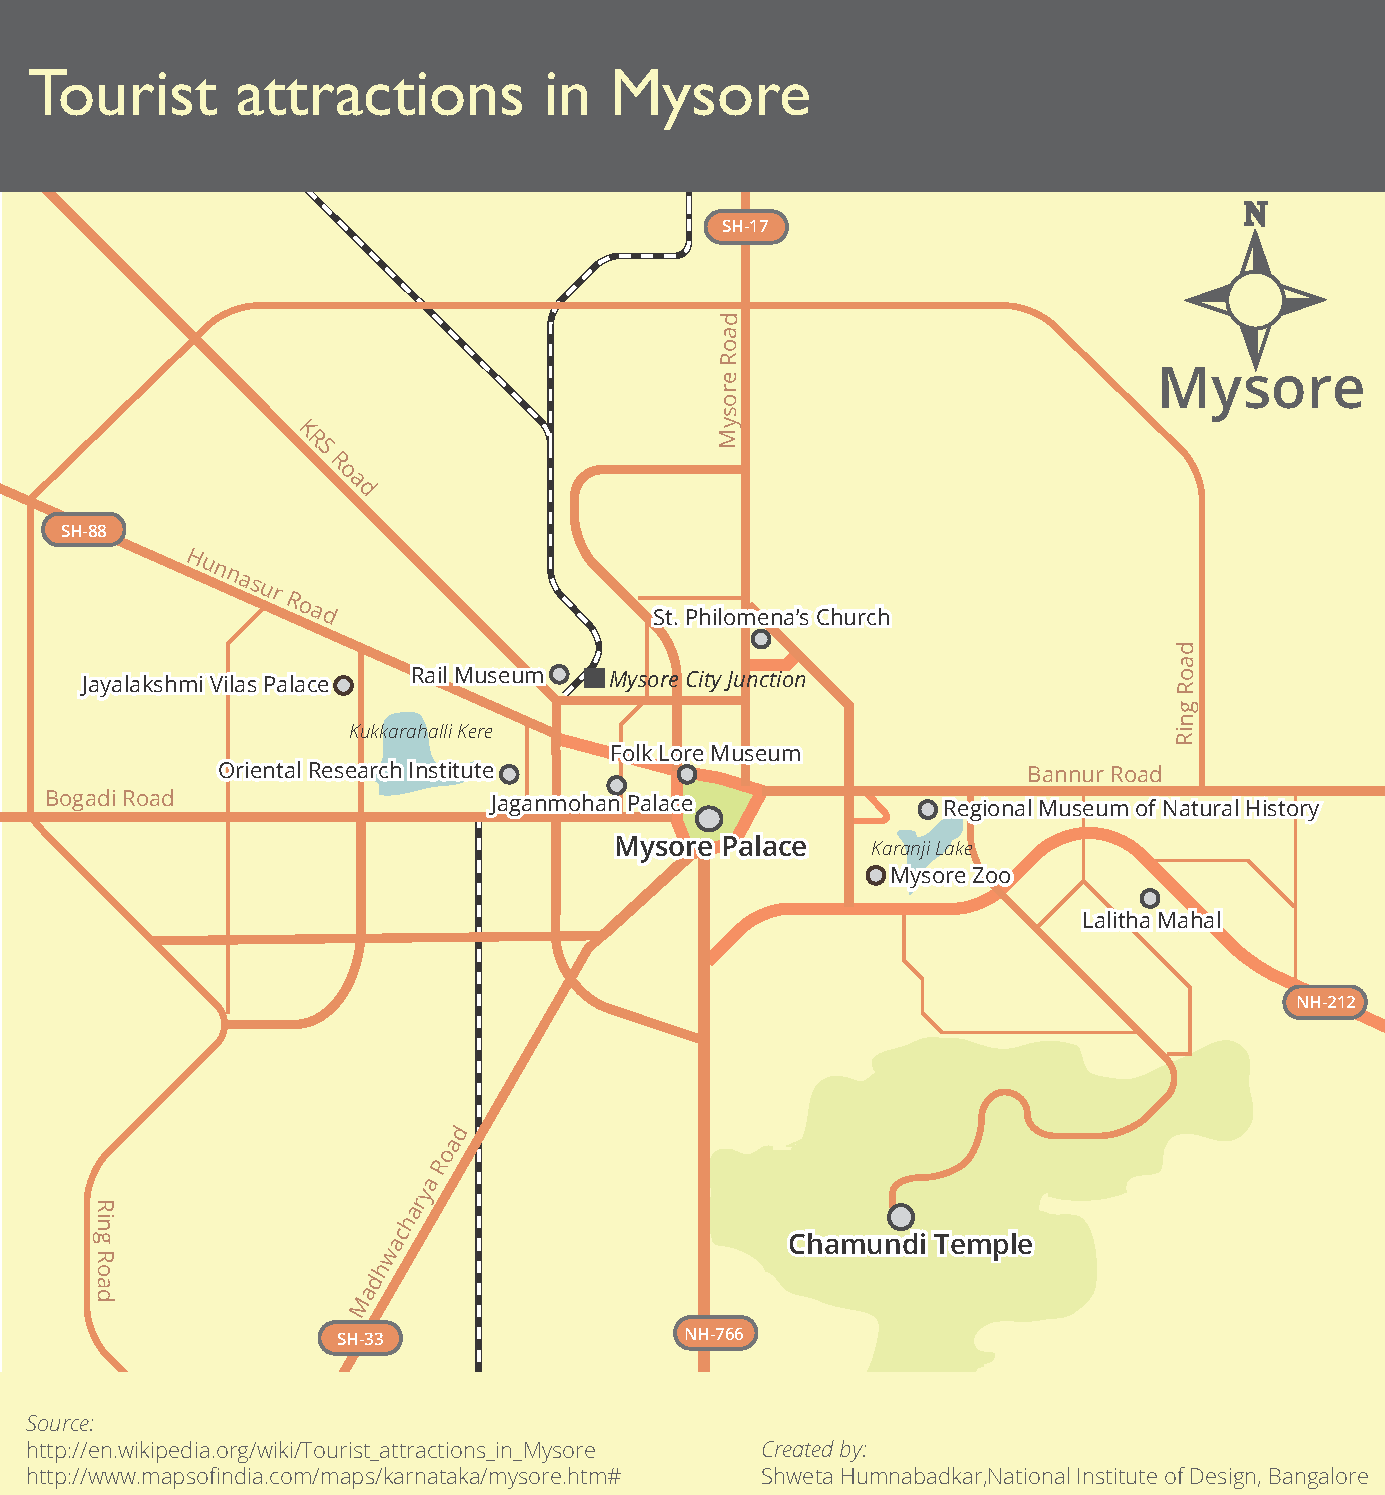 Tourist attractions in Mysore
N
Mysore
SH-17
Mysore Road
KRS Road
SH-88
Hunnasur Road
St. Philomena's Church
Ring Road
Rail Museum
Mysore City Junction
Jayalakshmi Vilas Palace
Kukkarahalli Kere
Folk Lore Museum
Oriental Research Institute
Bannur Road
Bogadi Road
Jaganmohan Palace
Regional Museum of Natural History
Mysore Palace
Karanji Lake
Mysore Zoo
Lalitha Mahal
NH-212
Madhwacharya Road
Ring Road
Chamundi Temple
SH-33
NH-766
Source:
http://en.wikipedia.org/wiki/Tourist_attractions_in_Mysore
http://www.mapsofindia.com/maps/karnataka/mysore.htm#
Created by:
Shweta Humnabadkar,National Institute of Design, Bangalore